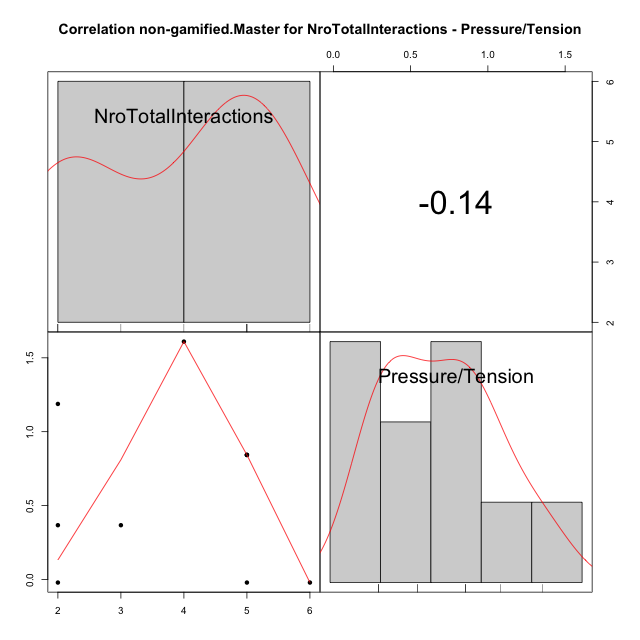 Correlation non-gamified.Master for NroTotalInteractions - Pressure/Tension
0.0 0.5 1.0 1.5
NroTotalInteractions
-0.14
6
5
4
3
2
1.5
1.0
0.5
0.0
Pressure/Tension
2 3 4 5 6